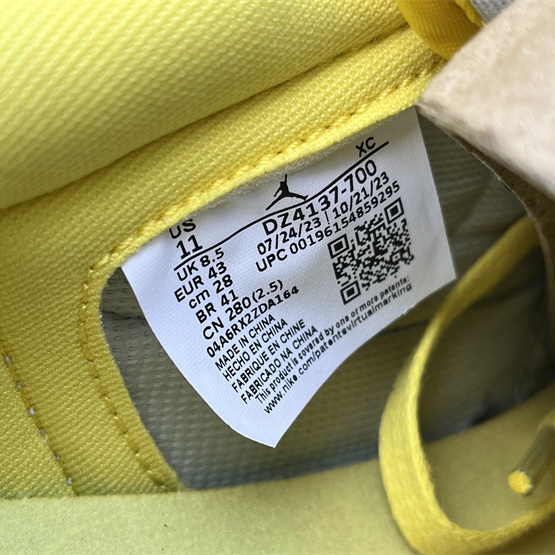 XC
US
11
DZ4137-700
UK 8.5
07/24/23 | 10/21/23
EUR 43
UPC 00196154859295
cm 28
BR 41
CN 280(2.5)
04A6RX2ZDA164
MADE IN CHINA
HECHO EN CHINA
FABRIQUE EN CHINE
FABRICADO NA CHINA
This product is covered by one or more patents:
www.nike.com/patentevirtualmarking